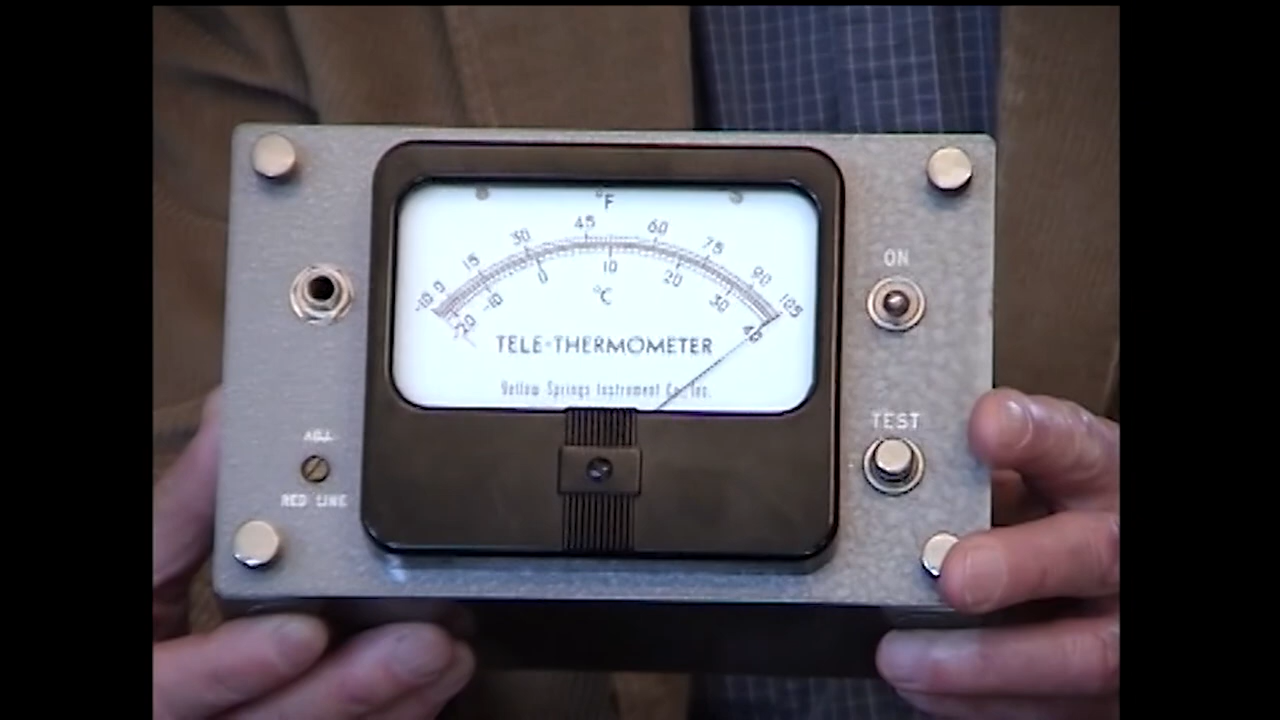 °F
-10 0 15 30 45 60 75 90 105
-20 -10 0 10 20 30 40
°C
TELE-THERMOMETER
Yellow Springs Instrument Co., Inc.
ON
TEST
ADJ.
RED LINE